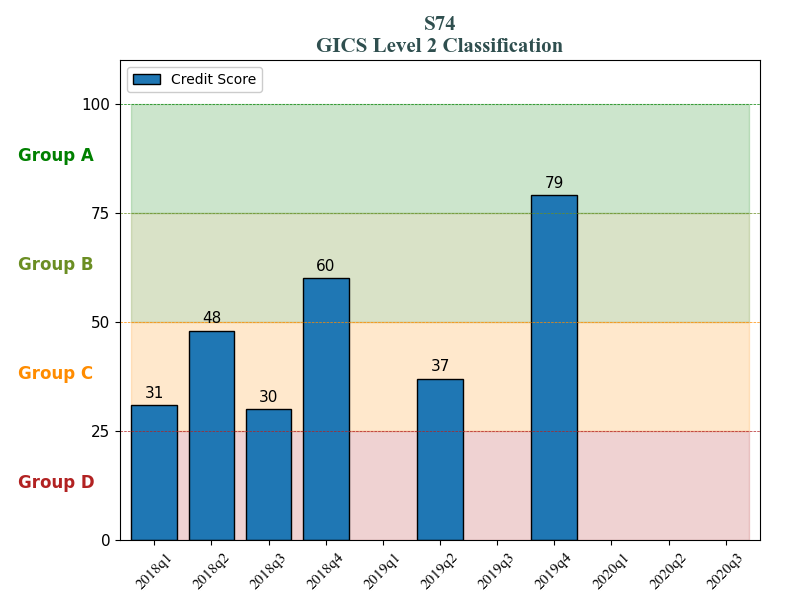 S74
GICS Level 2 Classification
Credit Score
100
Group A
79
75
Group B
60
48
50
Group C
37
31
30
25
Group D
0
2018q1 2018q2 2018q3 2018q4 2019q1 2019q2 2019q3 2019q4 2020q1 2020q2 2020q3